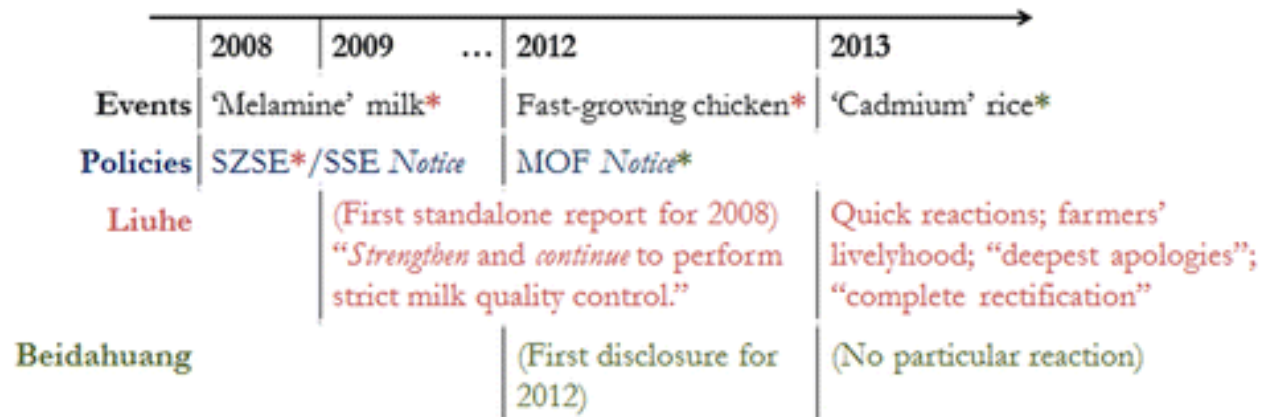 2008 2009 ... 2012 2013
Events 'Melamine' milk* Fast-growing chicken* 'Cadmium' rice*
Policies SZSE*/SSE Notice MOF Notice*
Liuhe (First standalone report for 2008) Quick reactions; farmers'
"Strengthen and continue to perform livelyhood; "deepest apologies";
strict milk quality control." "complete rectification"
Beidahuang (First disclosure for (No particular reaction)
2012)